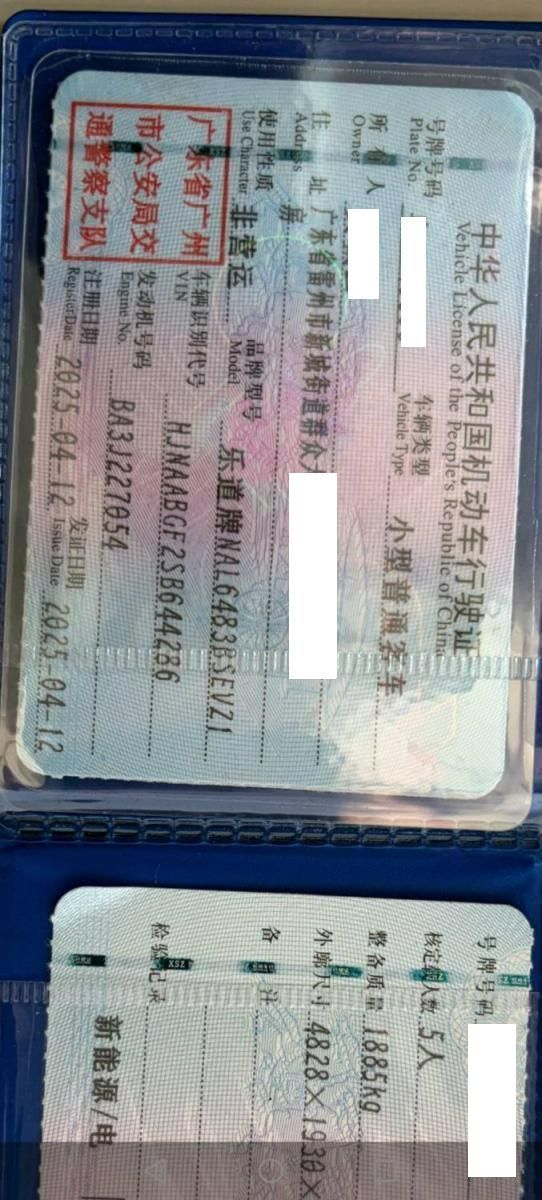 中华人民共和国机动车行驶证
Vehicle License of the People's Republic of China
号牌号码
Plate No.
车辆类型 小型普通客车
Vehicle Type
所有人
Owner
住址 广东省雷州市新城街道群众
Address
房
使用性质 非营运
Use Character
品牌型号
Model
乐道牌NAL6483BSEVZ1
广东省广州
市公安局交
通警察支队
车辆识别代号 HJNAABGF2SB644286
VIN
发动机号码 BA3J227054
Engine No.
注册日期 2025-04-12
Register Date
发证日期 2025-04-12
Issue Date
号牌号码
核定载人数 5人
整备质量 1885kg
外廓尺寸 4828×1930×
备注
检验记录
新能源/电